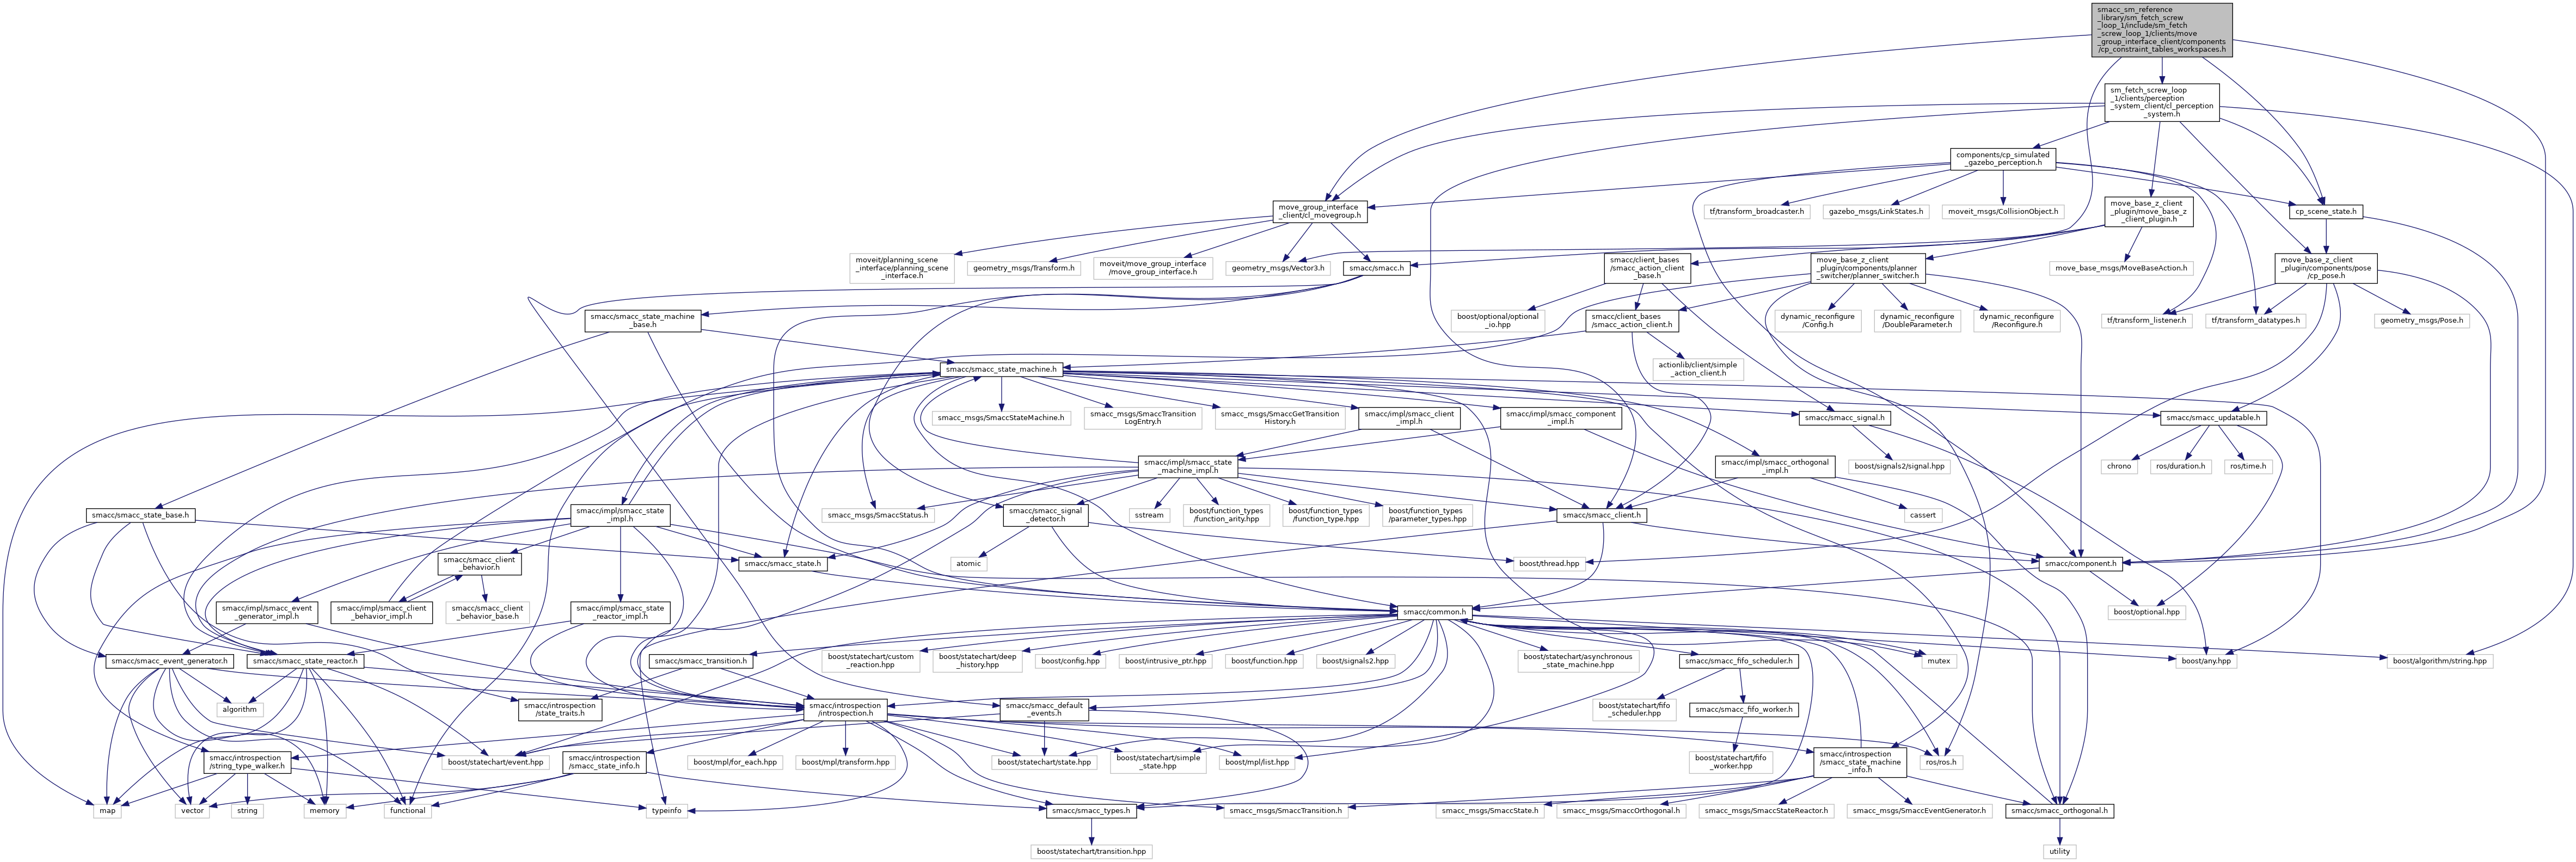 smacc_sm_reference
_library/sm_fetch_screw
_loop_1/include/sm_fetch
_screw_loop_1/clients/move
_group_interface_client/components
/cp_constraint_tables_workspaces.h
sm_fetch_screw_loop
_1/clients/perception
_system_client/cl_perception
_system.h
components/cp_simulated
_gazebo_perception.h
move_group_interface
_client/cl_movegroup.h
tf/transform_broadcaster.h
gazebo_msgs/LinkStates.h
moveit_msgs/CollisionObject.h
move_base_z_client
_plugin/move_base_z
_client_plugin.h
cp_scene_state.h
moveit/planning_scene
_interface/planning_scene
_interface.h
geometry_msgs/Transform.h
moveit/move_group_interface
/move_group_interface.h
geometry_msgs/Vector3.h
smacc/smacc.h
smacc/client_bases
/smacc_action_client
_base.h
move_base_z_client
_plugin/components/planner
_switcher/planner_switcher.h
move_base_msgs/MoveBaseAction.h
move_base_z_client
_plugin/components/pose
/cp_pose.h
smacc/smacc_state_machine
_base.h
boost/optional/optional
_io.hpp
smacc/client_bases
/smacc_action_client.h
dynamic_reconfigure
/Config.h
dynamic_reconfigure
/DoubleParameter.h
dynamic_reconfigure
/Reconfigure.h
tf/transform_listener.h
tf/transform_datatypes.h
geometry_msgs/Pose.h
smacc/smacc_state_machine.h
actionlib/client/simple
_action_client.h
smacc_msgs/SmaccStateMachine.h
smacc_msgs/SmaccTransition
LogEntry.h
smacc_msgs/SmaccGetTransition
History.h
smacc/impl/smacc_client
_impl.h
smacc/impl/smacc_component
_impl.h
smacc/smacc_signal.h
smacc/smacc_updatable.h
smacc/impl/smacc_state
_machine_impl.h
smacc/impl/smacc_orthogonal
_impl.h
boost/signals2/signal.hpp
chrono
ros/duration.h
ros/time.h
smacc/smacc_state_base.h
smacc/impl/smacc_state
_impl.h
smacc_msgs/SmaccStatus.h
smacc/smacc_signal
_detector.h
sstream
boost/function_types
/function_arity.hpp
boost/function_types
/function_type.hpp
boost/function_types
/parameter_types.hpp
smacc/smacc_client.h
cassert
smacc/smacc_client
_behavior.h
smacc/smacc_state.h
atomic
boost/thread.hpp
smacc/component.h
smacc/impl/smacc_event
_generator_impl.h
smacc/impl/smacc_client
_behavior_impl.h
smacc/smacc_client
_behavior_base.h
smacc/impl/smacc_state
_reactor_impl.h
smacc/common.h
boost/optional.hpp
smacc/smacc_event_generator.h
smacc/smacc_state_reactor.h
smacc/smacc_transition.h
boost/statechart/custom
_reaction.hpp
boost/statechart/deep
_history.hpp
boost/config.hpp
boost/intrusive_ptr.hpp
boost/function.hpp
boost/signals2.hpp
boost/statechart/asynchronous
_state_machine.hpp
smacc/smacc_fifo_scheduler.h
mutex
boost/any.hpp
boost/algorithm/string.hpp
algorithm
smacc/introspection
/state_traits.h
smacc/introspection
/introspection.h
smacc/smacc_default
_events.h
boost/statechart/fifo
_scheduler.hpp
smacc/smacc_fifo_worker.h
smacc/introspection
/string_type_walker.h
boost/statechart/event.hpp
smacc/introspection
/smacc_state_info.h
boost/mpl/for_each.hpp
boost/mpl/transform.hpp
boost/statechart/state.hpp
boost/statechart/simple
_state.hpp
boost/mpl/list.hpp
boost/statechart/fifo
_worker.hpp
smacc/introspection
/smacc_state_machine
_info.h
ros/ros.h
map
vector
string
memory
functional
typeinfo
smacc/smacc_types.h
smacc_msgs/SmaccTransition.h
smacc_msgs/SmaccState.h
smacc_msgs/SmaccOrthogonal.h
smacc_msgs/SmaccStateReactor.h
smacc_msgs/SmaccEventGenerator.h
smacc/smacc_orthogonal.h
boost/statechart/transition.hpp
utility